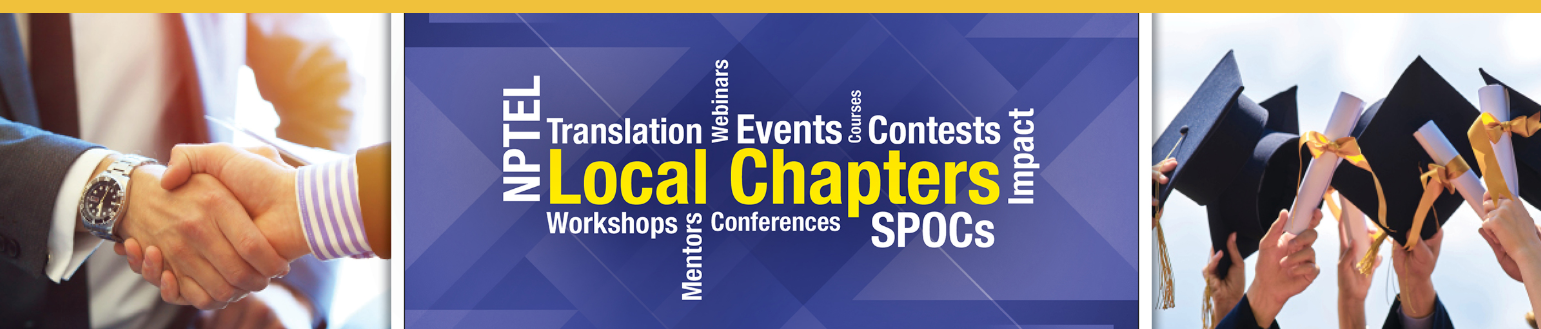 NPTEL
Translation Webinars Events Courses Contests
Local Chapters
Impact
Workshops Mentors Conferences SPOCs